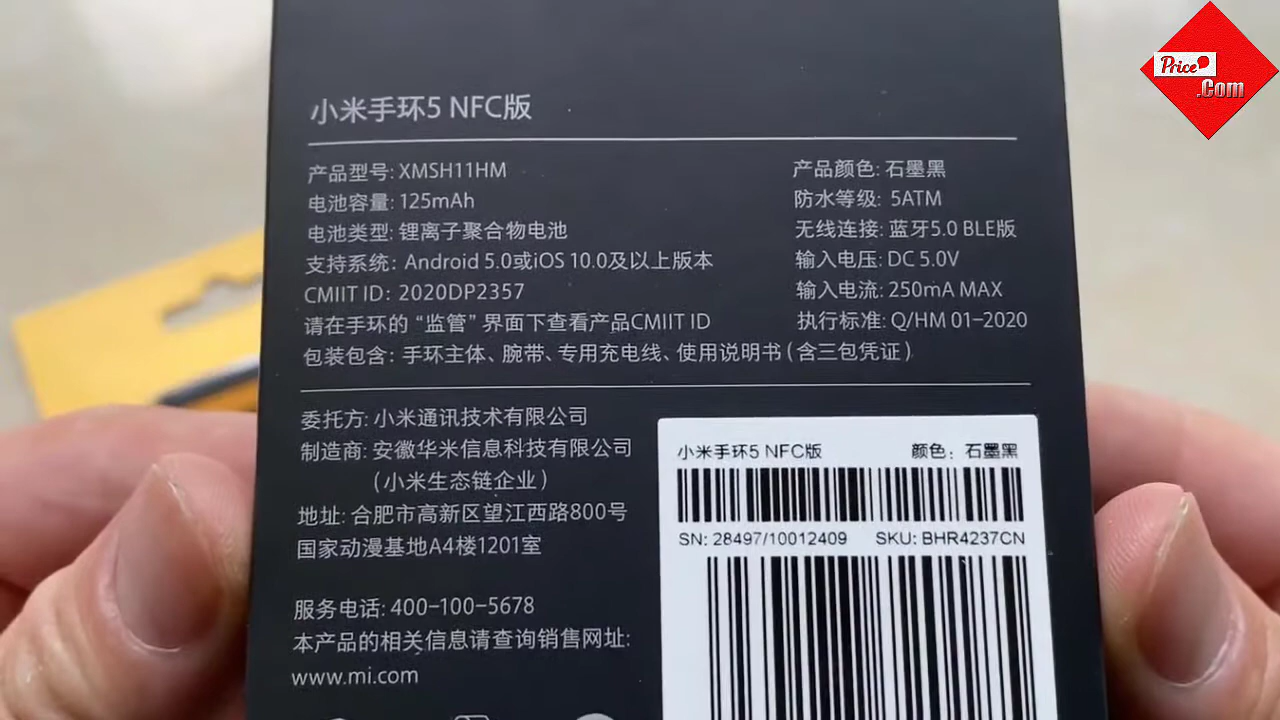 Price
.Com
小米手环5 NFC版
产品型号: XMSH11HM
产品颜色: 石墨黑
电池容量: 125mAh
防水等级: 5ATM
电池类型: 锂离子聚合物电池
无线连接: 蓝牙5.0 BLE版
支持系统: Android 5.0或iOS 10.0及以上版本
输入电压: DC 5.0V
CMIIT ID: 2020DP2357
输入电流: 250mA MAX
请在手环的“监管”界面下查看产品CMIIT ID
执行标准: Q/HM 01-2020
包装包含: 手环主体、腕带、专用充电线、使用说明书(含三包凭证)
委托方: 小米通讯技术有限公司
制造商: 安徽华米信息科技有限公司
(小米生态链企业)
地址: 合肥市高新区望江西路800号
国家动漫基地A4楼1201室
服务电话: 400-100-5678
本产品的相关信息请查询销售网址:
www.mi.com
小米手环5 NFC版
颜色: 石墨黑
SN: 28497/10012409
SKU: BHR4237CN